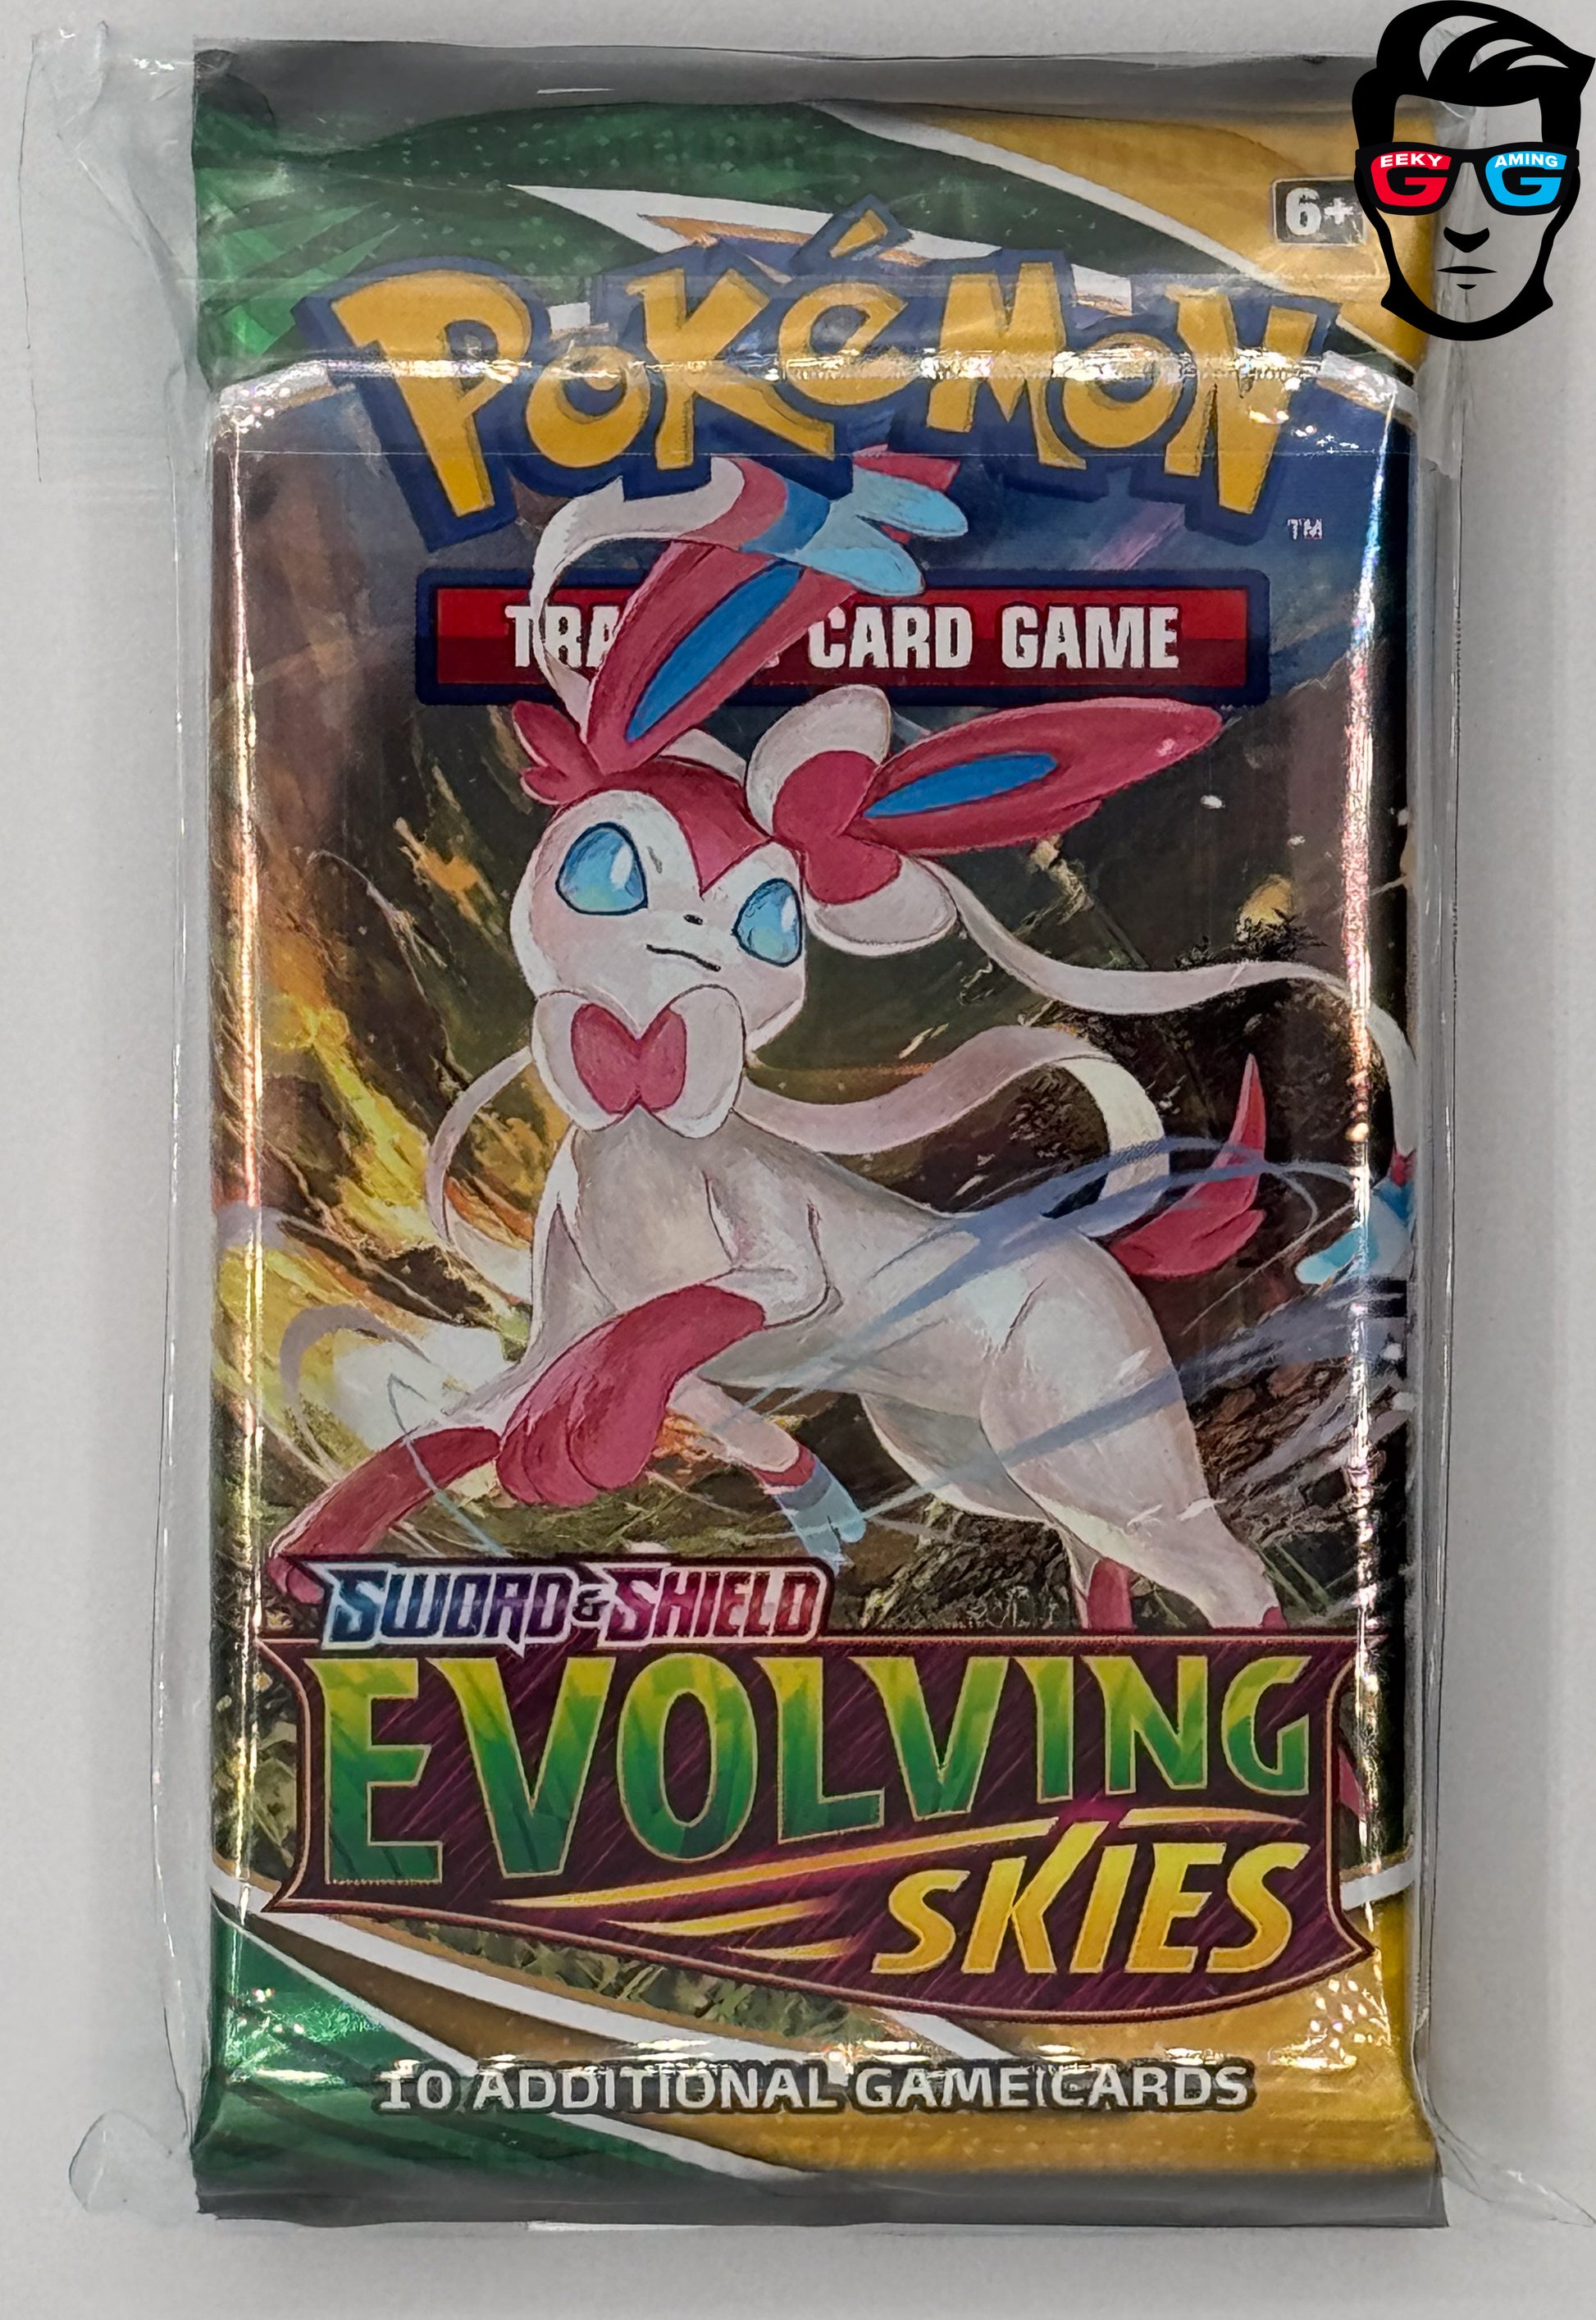 EEKY AMING
G G
6+
POKéMON
TM
CARD GAME
SWORD & SHIELD
EVOLVING
SKIES
10 ADDITIONAL GAME CARDS